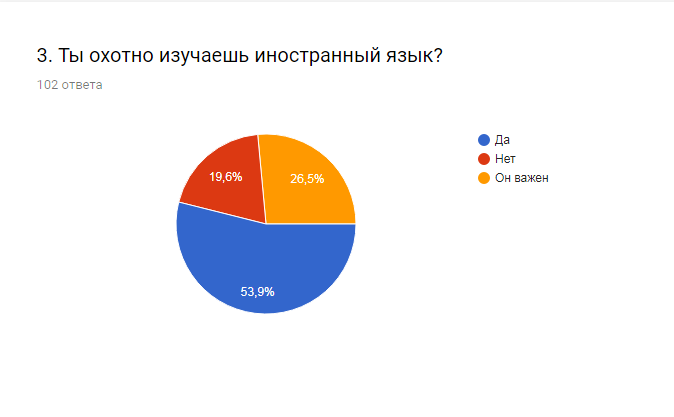 3. Ты охотно изучаешь иностранный язык?
102 ответа
Да
Нет
Он важен
19,6%
26,5%
53,9%